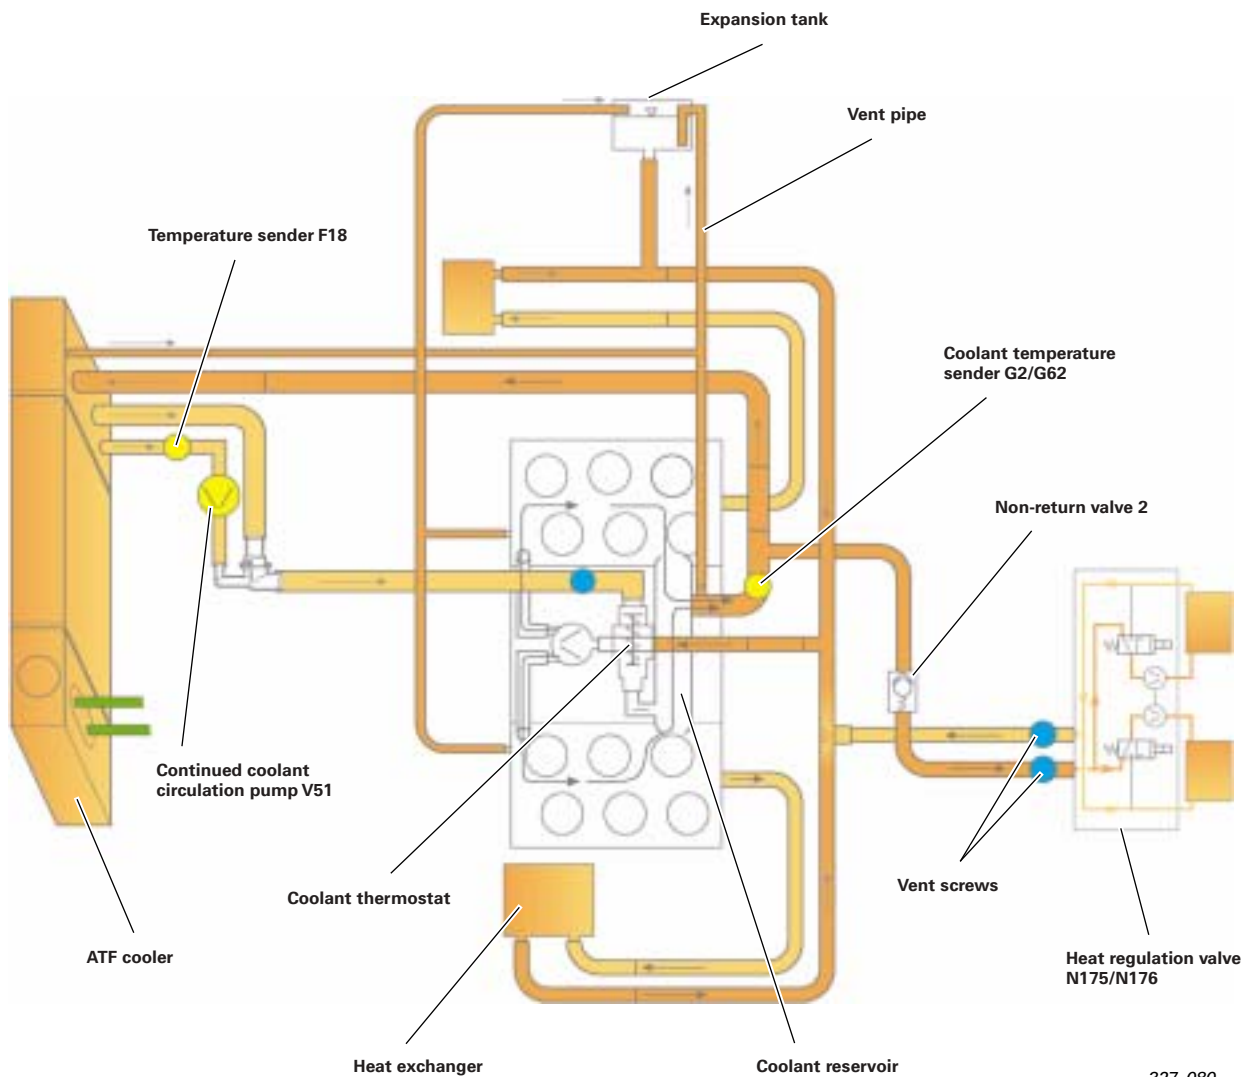 Expansion tank
Vent pipe
Temperature sender F18
Coolant temperature
sender G2/G62
Non-return valve 2
Continued coolant
circulation pump V51
Coolant thermostat
Vent screws
ATF cooler
Heat regulation valve
N175/N176
Heat exchanger
Coolant reservoir